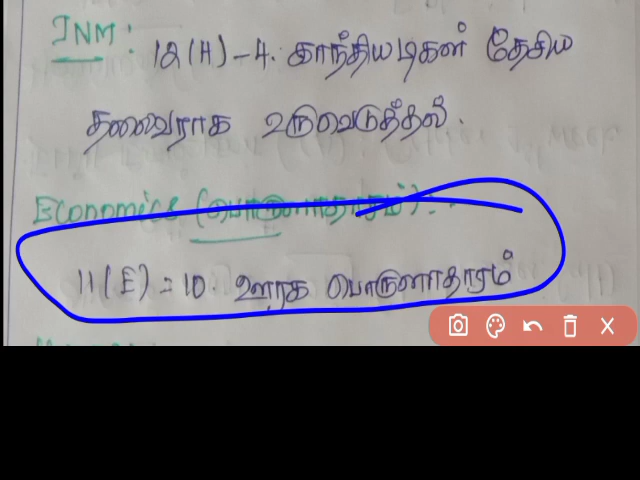 INM:
12(H) - 4. காந்தியடிகள் தேசிய
தலைவராக உருவெடுத்தல்.
Economics (பொருளாதாரம்):
11(E) = 10. ஊரக பொருளாதாரம்